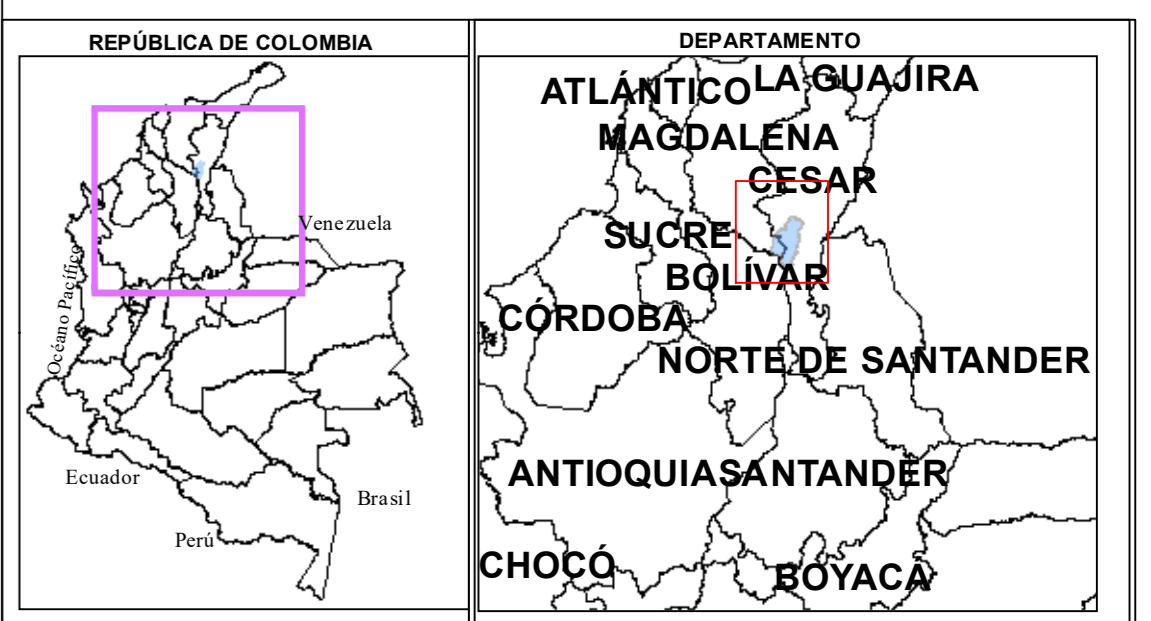 REPÚBLICA DE COLOMBIA
Venezuela
Océano Pacífico
Ecuador
Brasil
Perú
DEPARTAMENTO
ATLÁNTICO
LA GUAJIRA
MAGDALENA
CESAR
SUCRE
BOLÍVAR
CÓRDOBA
NORTE DE SANTANDER
ANTIOQUIA
SANTANDER
CHOCÓ
BOYACÁ